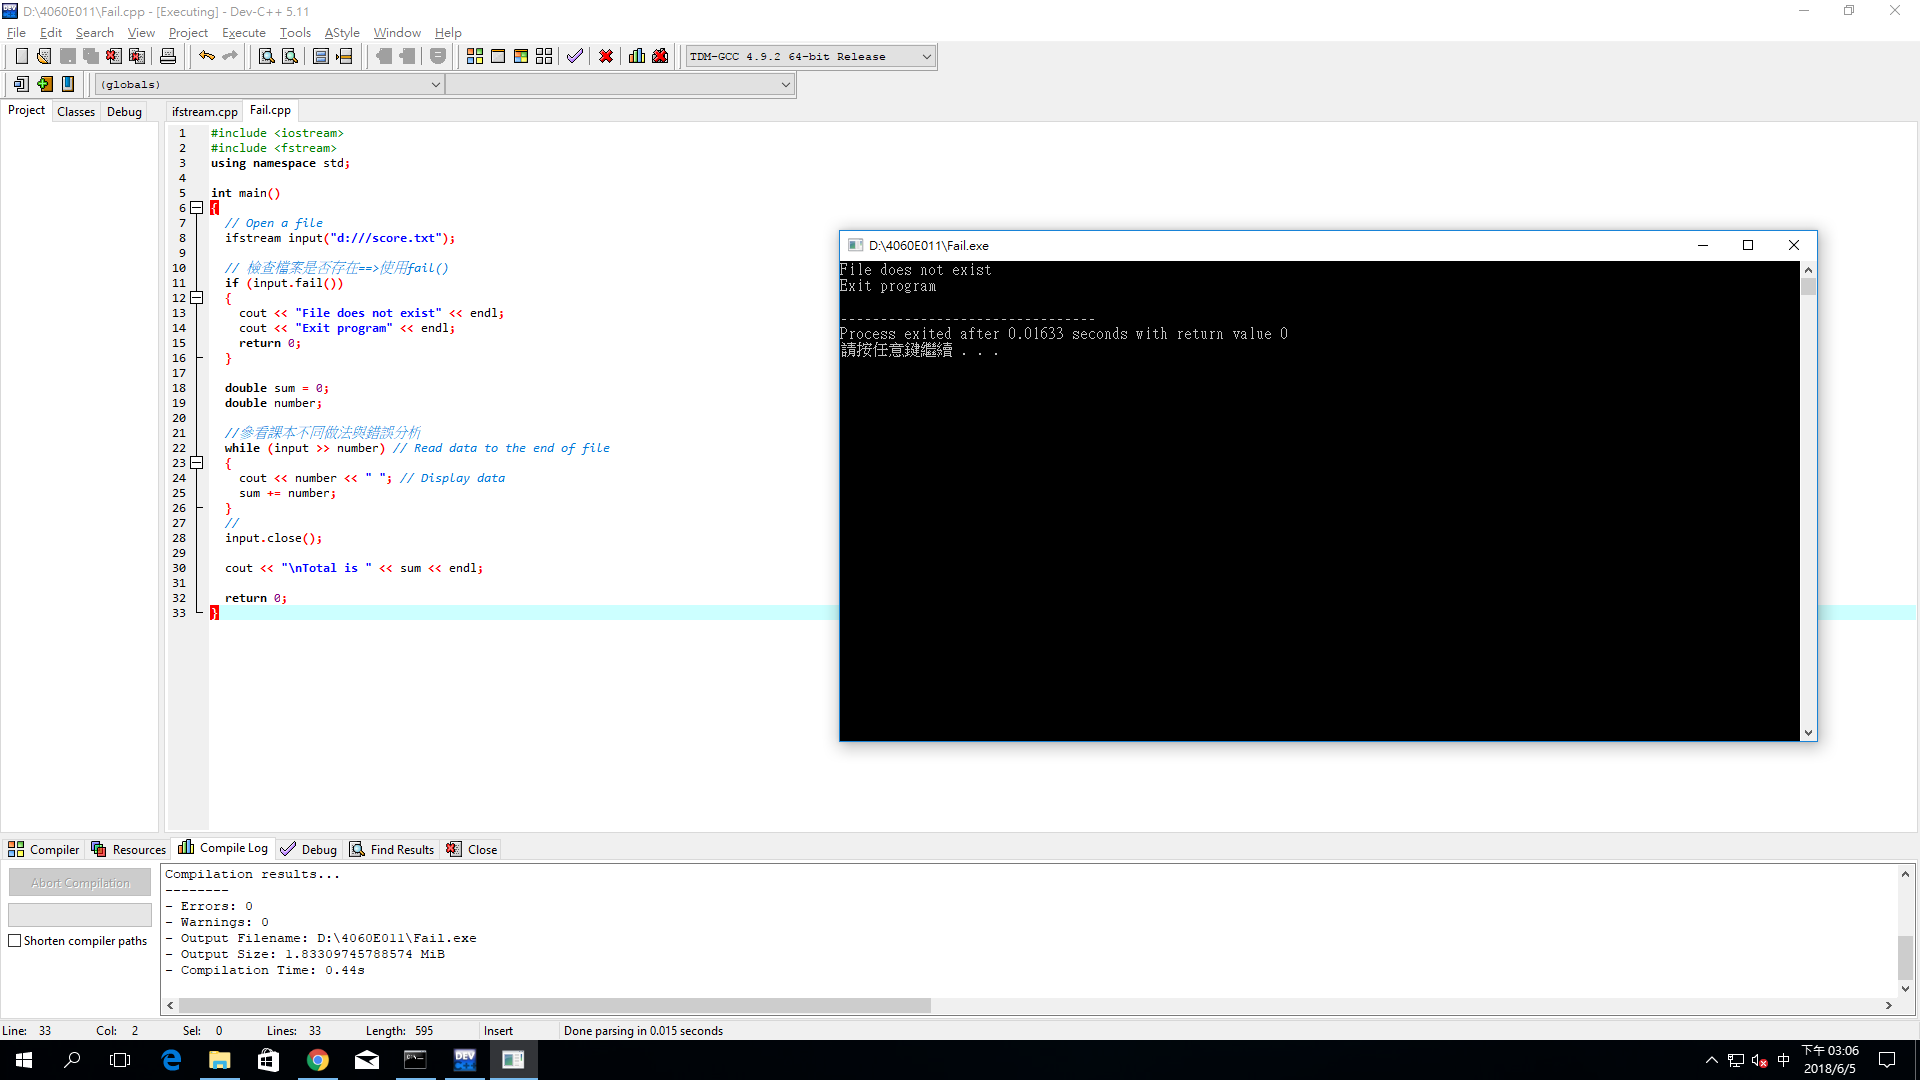 D:\4060E011\Fail.cpp - [Executing] - Dev-C++ 5.11
File Edit Search View Project Execute Tools AStyle Window Help
TDM-GCC 4.9.2 64-bit Release
(globals)
Project Classes Debug
ifstream.cpp Fail.cpp
1 #include <iostream>
2 #include <fstream>
3 using namespace std;
4
5 int main()
6 {
7 // Open a file
8 ifstream input("d:///score.txt");
9
10 // 檢查檔案是否存在==>使用fail()
11 if (input.fail())
12 {
13 cout << "File does not exist" << endl;
14 cout << "Exit program" << endl;
15 return 0;
16 }
17
18 double sum = 0;
19 double number;
20
21 //參看課本不同做法與錯誤分析
22 while (input >> number) // Read data to the end of file
23 {
24 cout << number << " "; // Display data
25 sum += number;
26 }
27 //
28 input.close();
29
30 cout << "\nTotal is " << sum << endl;
31
32 return 0;
33 }
D:\4060E011\Fail.exe
File does not exist
Exit program
--------------------------------
Process exited after 0.01633 seconds with return value 0
請按任意鍵繼續 . . .
Compiler Resources Compile Log Debug Find Results Close
Abort Compilation
Shorten compiler paths
Compilation results...
--------
- Errors: 0
- Warnings: 0
- Output Filename: D:\4060E011\Fail.exe
- Output Size: 1.83309745788574 MiB
- Compilation Time: 0.44s
Line: 33 Col: 2 Sel: 0 Lines: 33 Length: 595 Insert Done parsing in 0.015 seconds
DEV C++
中
下午 03:06
2018/6/5